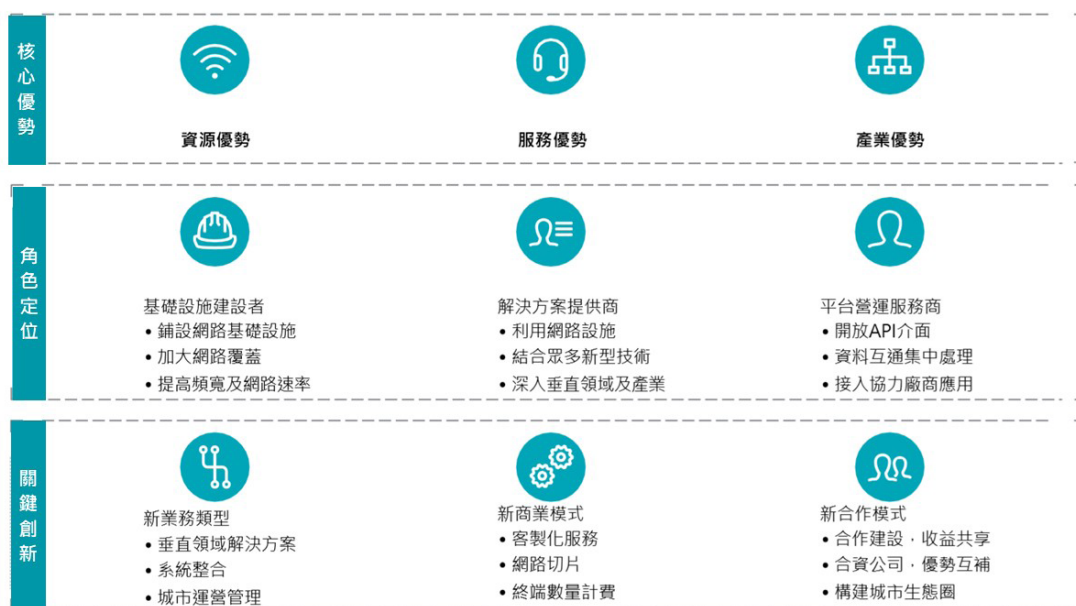 核心優勢
資源優勢
服務優勢
產業優勢
角色定位
基礎設施建設者
• 鋪設網路基礎設施
• 加大網路覆蓋
• 提高頻寬及網路速率
解決方案提供商
• 利用網路設施
• 結合眾多新型技術
• 深入垂直領域及產業
平台營運服務商
• 開放API介面
• 資料互通集中處理
• 接入協力廠商應用
關鍵創新
新業務類型
• 垂直領域解決方案
• 系統整合
• 城市運營管理
新商業模式
• 客製化服務
• 網路切片
• 終端數量計費
新合作模式
• 合作建設，收益共享
• 合資公司，優勢互補
• 構建城市生態圈